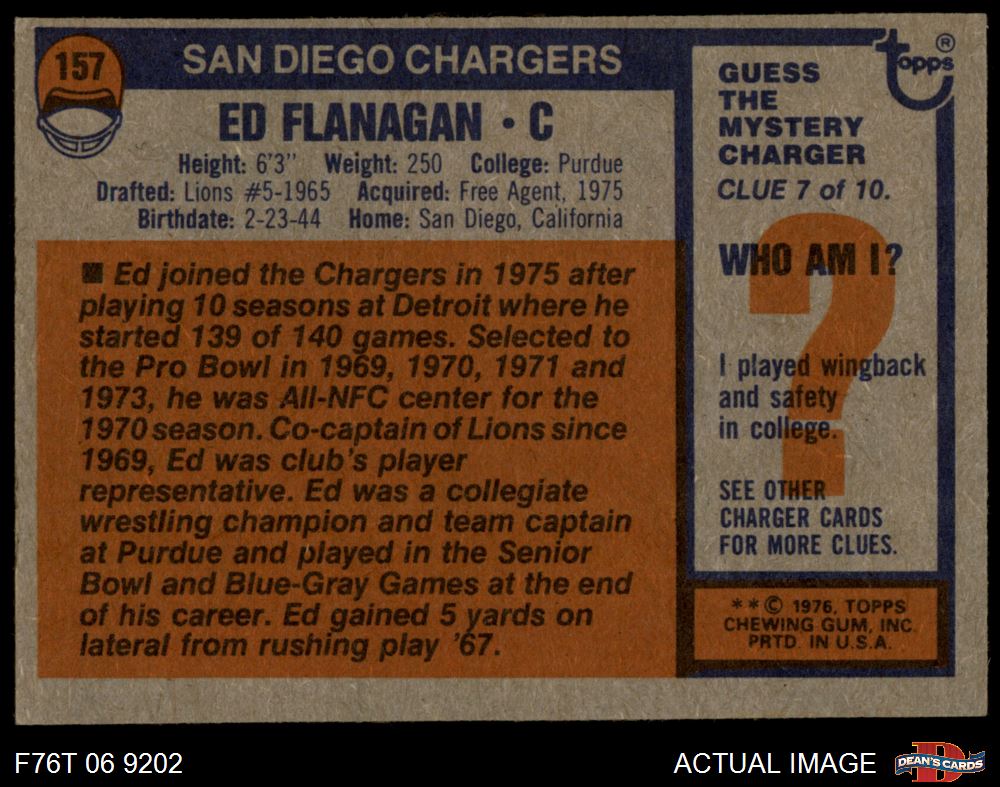 157
SAN DIEGO CHARGERS
ED FLANAGAN • C
Height: 6'3" Weight: 250 College: Purdue
Drafted: Lions #5-1965 Acquired: Free Agent, 1975
Birthdate: 2-23-44 Home: San Diego, California
■ Ed joined the Chargers in 1975 after
playing 10 seasons at Detroit where he
started 139 of 140 games. Selected to
the Pro Bowl in 1969, 1970, 1971 and
1973, he was All-NFC center for the
1970 season. Co-captain of Lions since
1969, Ed was club's player
representative. Ed was a collegiate
wrestling champion and team captain
at Purdue and played in the Senior
Bowl and Blue-Gray Games at the end
of his career. Ed gained 5 yards on
lateral from rushing play '67.
topps ®
GUESS
THE
MYSTERY
CHARGER
CLUE 7 of 10.
WHO AM I?
?
I played wingback
and safety
in college.
SEE OTHER
CHARGER CARDS
FOR MORE CLUES.
**© 1976, TOPPS
CHEWING GUM, INC.
PRTD. IN U.S.A.
F76T 06 9202
ACTUAL IMAGE
D
DEAN'S CARDS